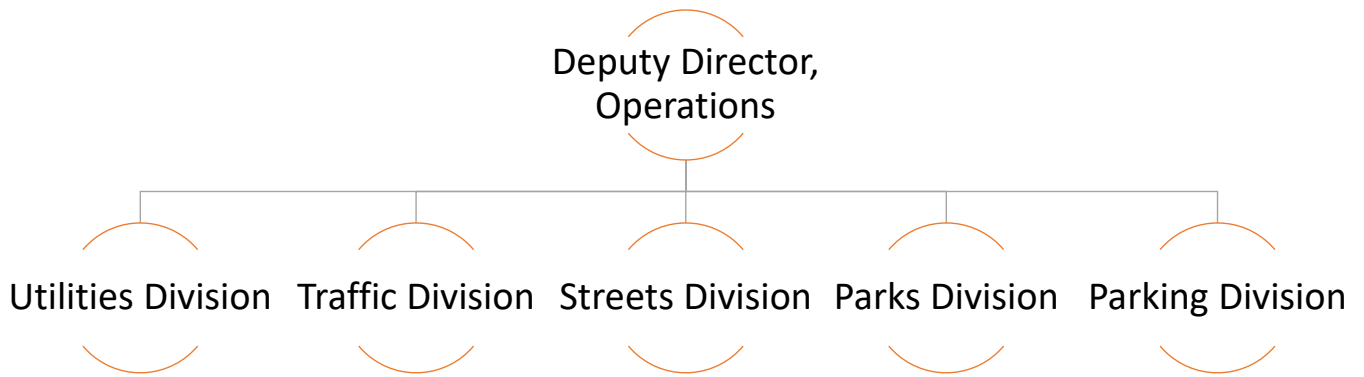 Deputy Director,
Operations
Utilities Division
Traffic Division
Streets Division
Parks Division
Parking Division